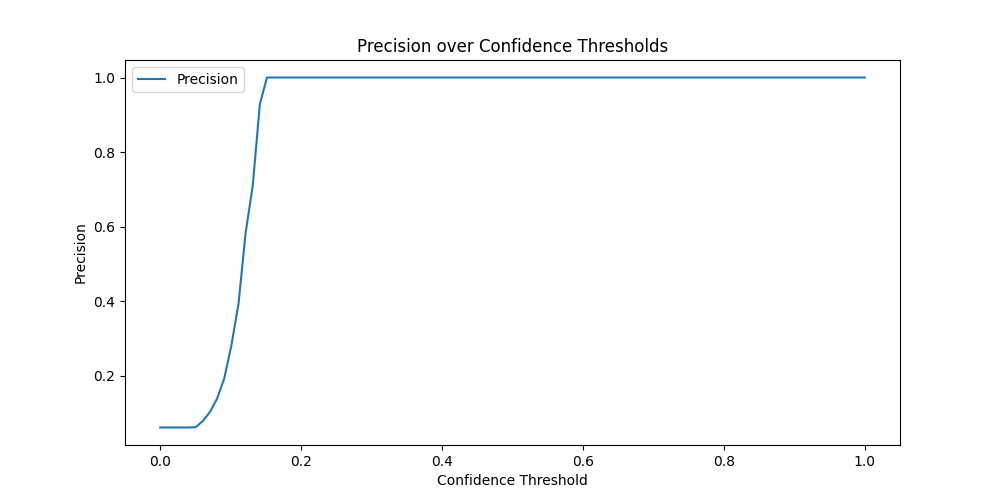 Precision over Confidence Thresholds
Precision
1.0
0.8
0.6
0.4
0.2
Precision
0.0 0.2 0.4 0.6 0.8 1.0
Confidence Threshold